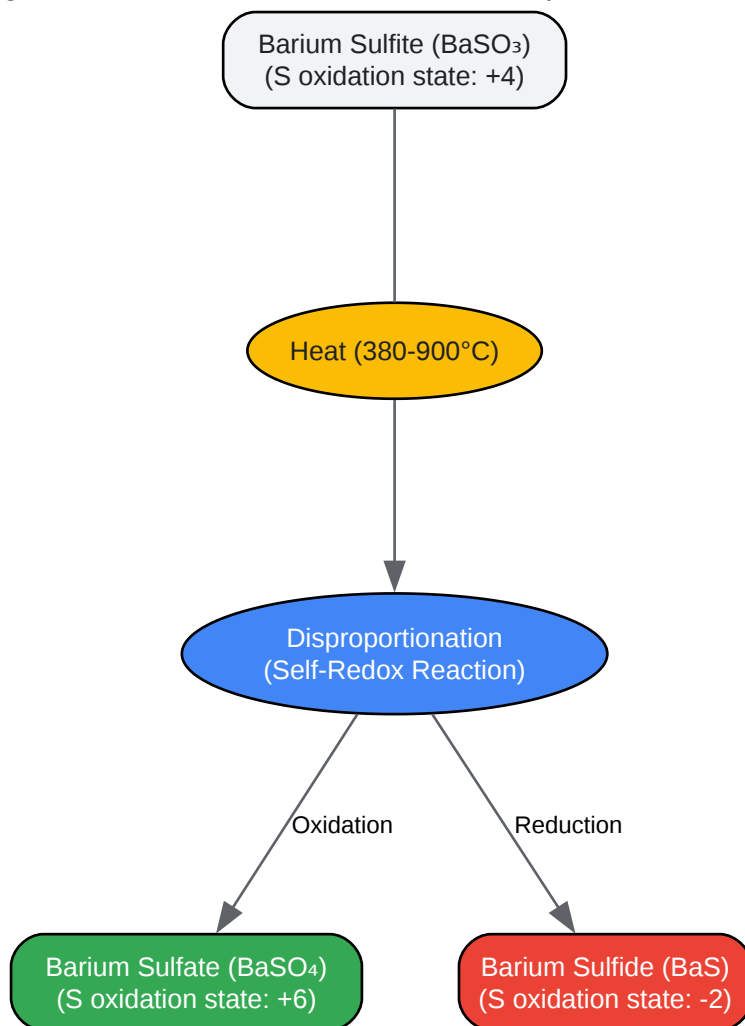 Barium Sulfite (BaSO₃)
(S oxidation state: +4)
Heat (380-900°C)
Disproportionation
(Self-Redox Reaction)
Oxidation
Reduction
Barium Sulfate (BaSO₄)
(S oxidation state: +6)
Barium Sulfide (BaS)
(S oxidation state: -2)